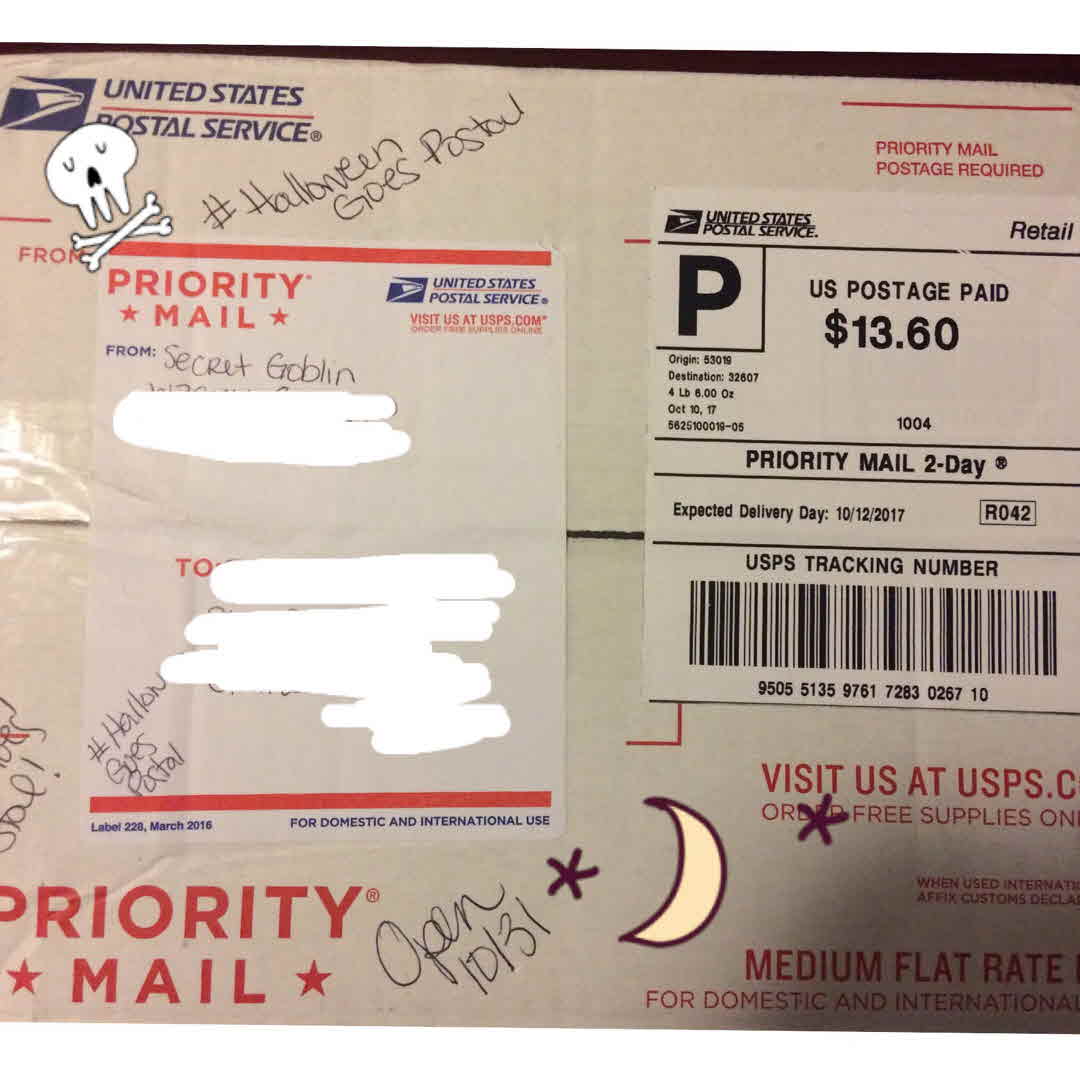 UNITED STATES
POSTAL SERVICE®
# Halloween
Goes Postal
PRIORITY MAIL
POSTAGE REQUIRED
FROM
PRIORITY®
★ MAIL ★
UNITED STATES
POSTAL SERVICE®
VISIT US AT USPS.COM®
ORDER FREE SUPPLIES ONLINE
FROM: Secret Goblin
TO:
# Hallow
Goes
Postal
Label 228, March 2016
FOR DOMESTIC AND INTERNATIONAL USE
UNITED STATES
POSTAL SERVICE.
Retail
P
US POSTAGE PAID
$13.60
Origin: 53019
Destination: 32607
4 Lb 6.00 Oz
Oct 10, 17
5625100019-05
1004
PRIORITY MAIL 2-Day ®
Expected Delivery Day: 10/12/2017
R042
USPS TRACKING NUMBER
9505 5135 9761 7283 0267 10
VISIT US AT USPS.C
ORDER FREE SUPPLIES ONL
WHEN USED INTERNATIO
AFFIX CUSTOMS DECLAR
PRIORITY®
★ MAIL ★
Open
10/31
MEDIUM FLAT RATE
FOR DOMESTIC AND INTERNATIONAL